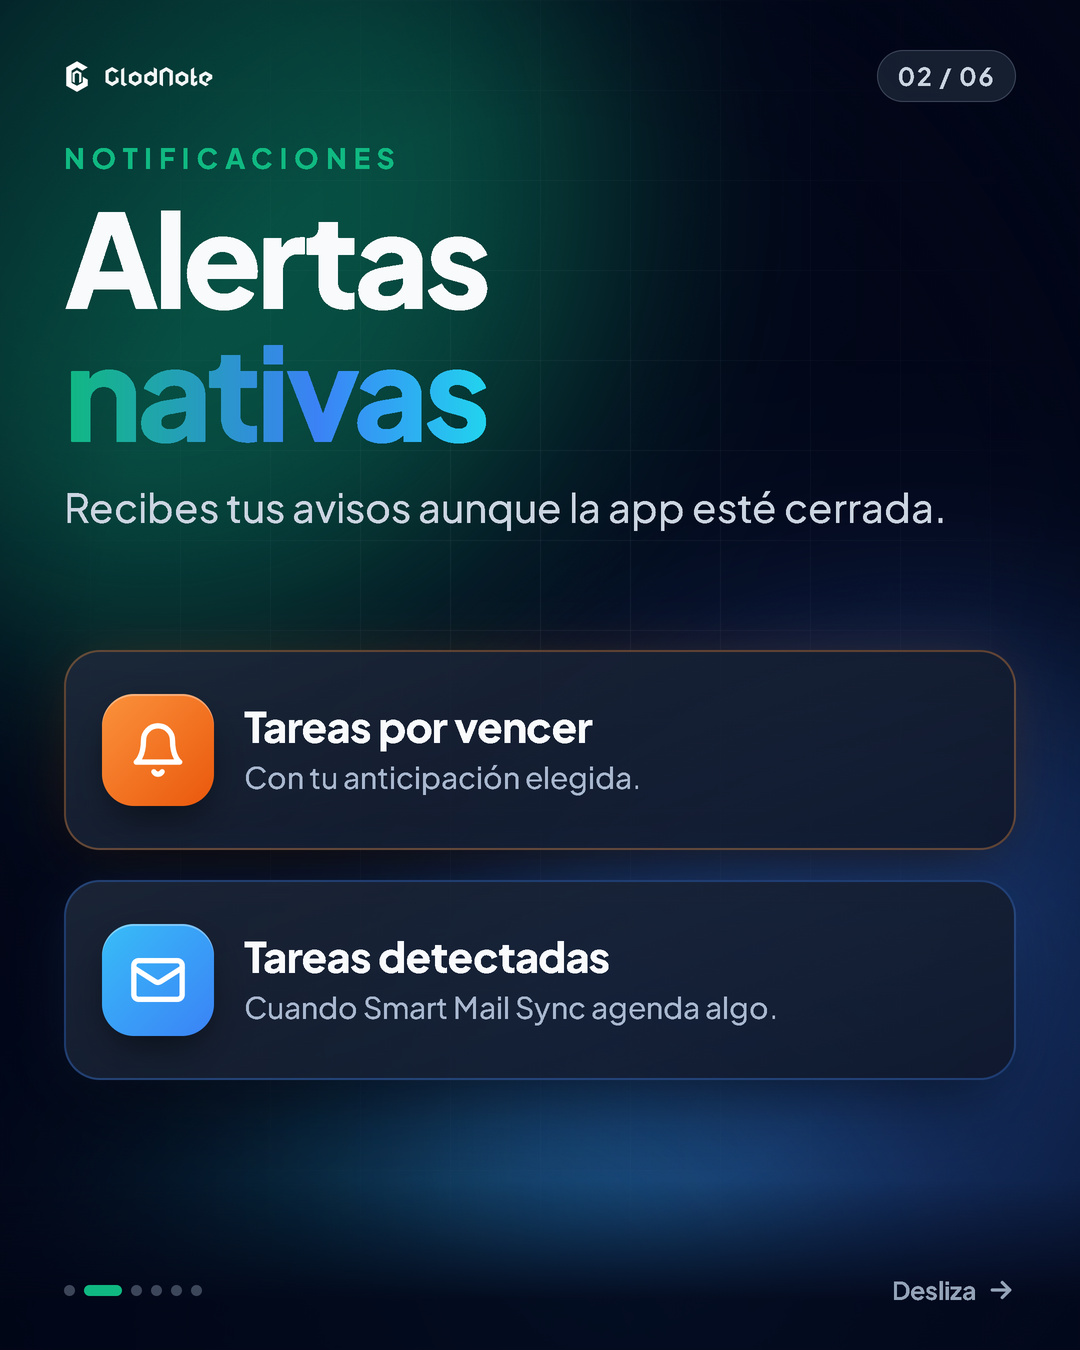 ClodNote
02 / 06
NOTIFICACIONES
Alertas
nativas
Recibes tus avisos aunque la app esté cerrada.
Tareas por vencer
Con tu anticipación elegida.
Tareas detectadas
Cuando Smart Mail Sync agenda algo.
Desliza →